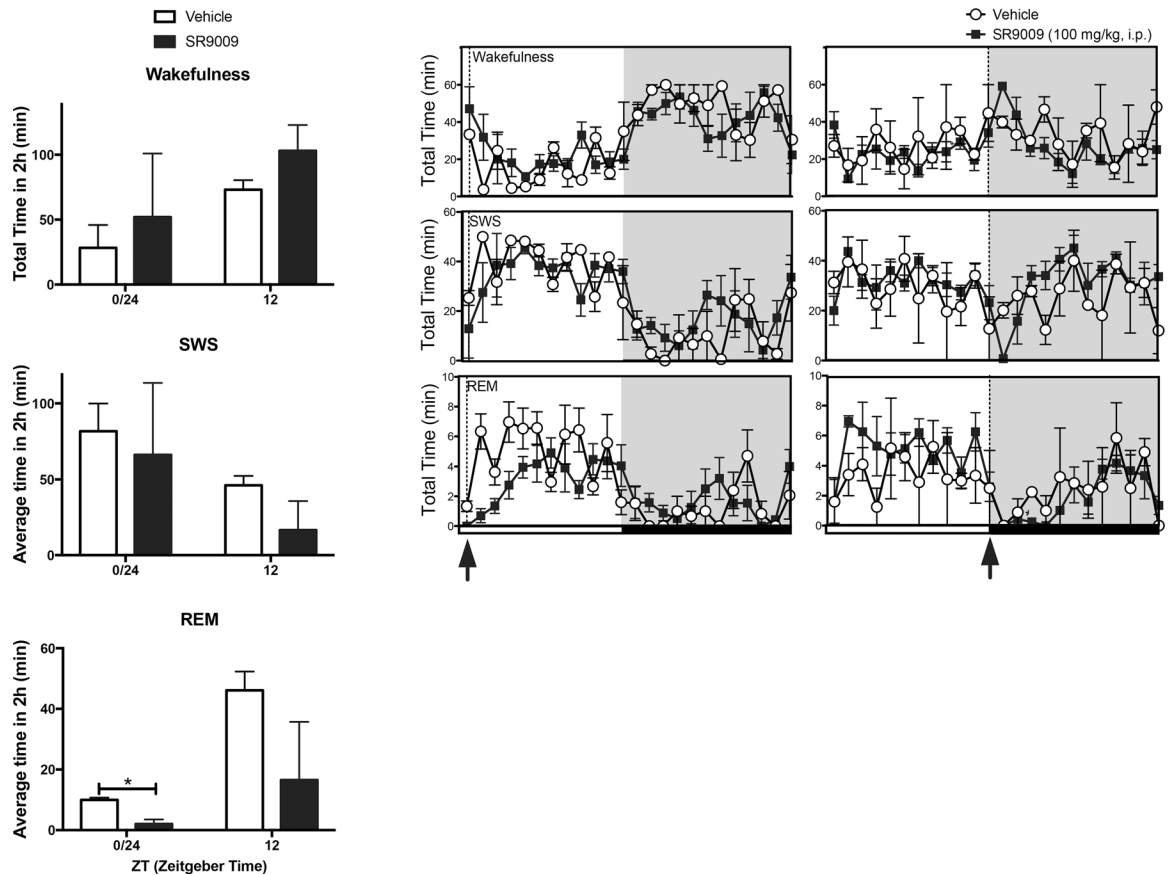 Vehicle
SR9009
Wakefulness
Total Time in 2h (min)
100
50
0
0/24
12
SWS
Average time in 2h (min)
100
50
0
0/24
12
REM
Average time in 2h (min)
60
40
20
0
*
0/24
12
ZT (Zeitgeber Time)
Vehicle
SR9009 (100 mg/kg, i.p.)
Wakefulness
Total Time (min)
60
40
20
0
60
40
20
0
SWS
Total Time (min)
60
40
20
0
60
40
20
0
REM
Total Time (min)
10
8
6
4
2
0
10
8
6
4
2
0